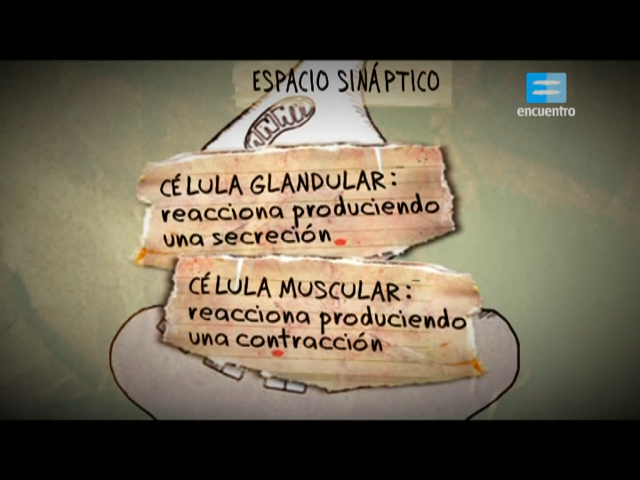 ESPACIO SINÁPTICO
encuentro
CÉLULA GLANDULAR:
reacciona produciendo
una secreción
CÉLULA MUSCULAR:
reacciona produciendo
una contracción